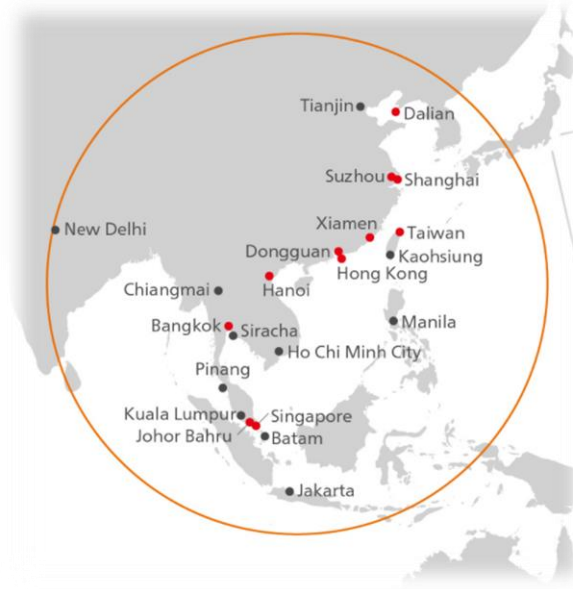 Tianjin
Dalian
Suzhou
Shanghai
Xiamen
New Delhi
Taiwan
Dongguan
Kaohsiung
Hong Kong
Chiangmai
Hanoi
Bangkok
Siracha
Manila
Ho Chi Minh City
Pinang
Kuala Lumpur
Singapore
Johor Bahru
Batam
Jakarta